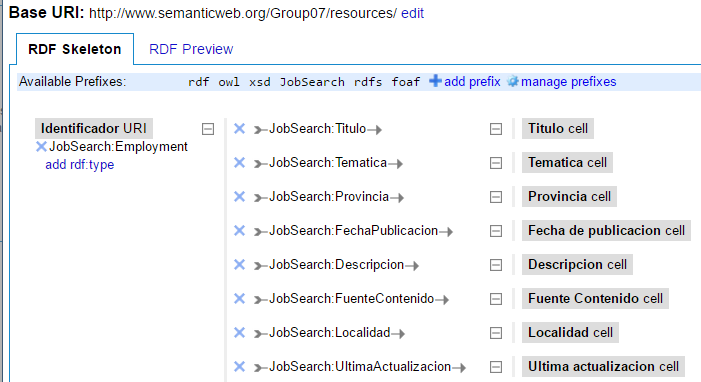 Base URI: http://www.semanticweb.org/Group07/resources/ edit
RDF Skeleton RDF Preview
Available Prefixes: rdf owl xsd JobSearch rdfs foaf add prefix manage prefixes
Identificador URI JobSearch:Titulo Titulo cell
JobSearch:Employment
add rdf:type JobSearch:Tematica Tematica cell
JobSearch:Provincia Provincia cell
JobSearch:FechaPublicacion Fecha de publicacion cell
JobSearch:Descripcion Descripcion cell
JobSearch:FuenteContenido Fuente Contenido cell
JobSearch:Localidad Localidad cell
JobSearch:UltimaActualizacion Ultima actualizacion cell